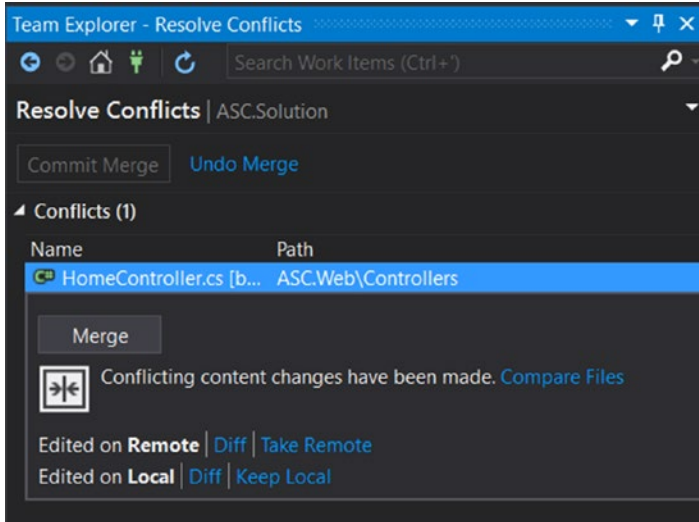 Team Explorer - Resolve Conflicts
Search Work Items (Ctrl+')
Resolve Conflicts | ASC.Solution
Commit Merge Undo Merge
Conflicts (1)
Name Path
C# HomeController.cs [b... ASC.Web\Controllers
Merge
Conflicting content changes have been made. Compare Files
Edited on Remote | Diff | Take Remote
Edited on Local | Diff | Keep Local